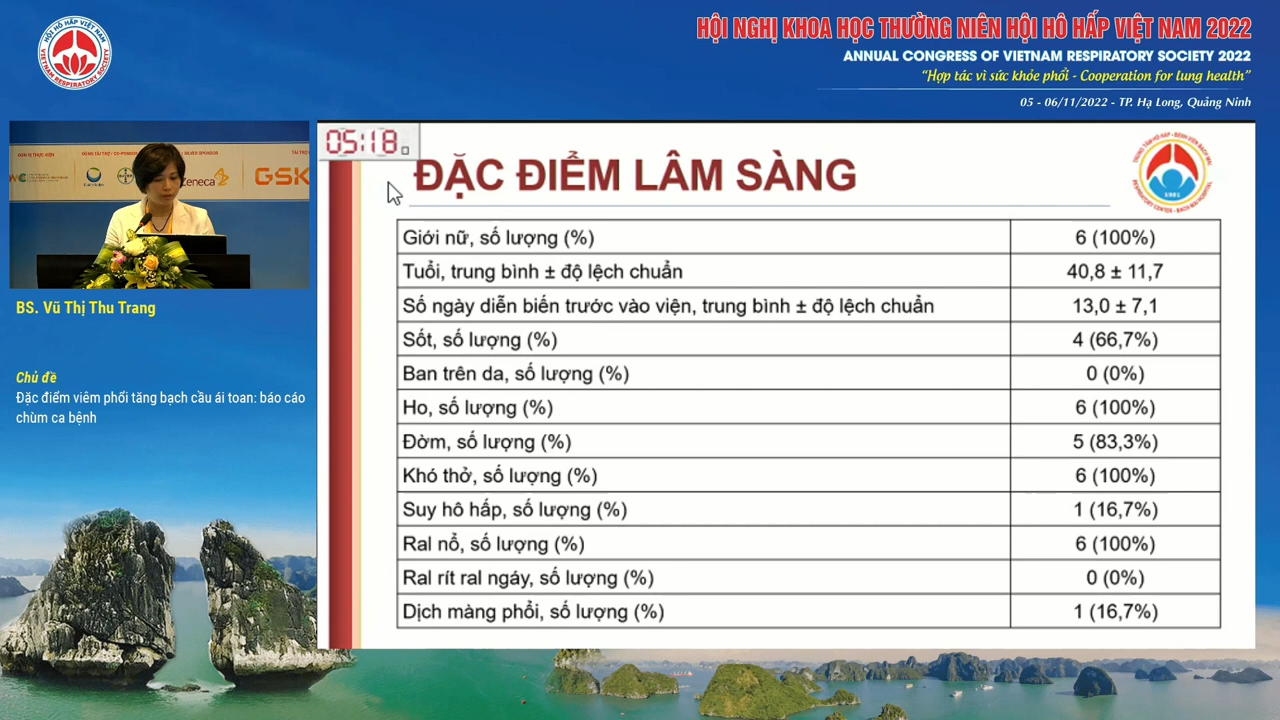 HỘI HÔ HẤP VIỆT NAM
VIETNAM RESPIRATORY SOCIETY
HỘI NGHỊ KHOA HỌC THƯỜNG NIÊN HỘI HÔ HẤP VIỆT NAM 2022
ANNUAL CONGRESS OF VIETNAM RESPIRATORY SOCIETY 2022
“Hợp tác vì sức khỏe phổi - Cooperation for lung health”
05 - 06/11/2022 - TP. Hạ Long, Quảng Ninh
GSK
BS. Vũ Thị Thu Trang
Chủ đề
Đặc điểm viêm phổi tăng bạch cầu ái toan: báo cáo
chùm ca bệnh
05:18
ĐẶC ĐIỂM LÂM SÀNG
Giới nữ, số lượng (%) 6 (100%)
Tuổi, trung bình ± độ lệch chuẩn 40,8 ± 11,7
Số ngày diễn biến trước vào viện, trung bình ± độ lệch chuẩn 13,0 ± 7,1
Sốt, số lượng (%) 4 (66,7%)
Ban trên da, số lượng (%) 0 (0%)
Ho, số lượng (%) 6 (100%)
Đờm, số lượng (%) 5 (83,3%)
Khó thở, số lượng (%) 6 (100%)
Suy hô hấp, số lượng (%) 1 (16,7%)
Ral nổ, số lượng (%) 6 (100%)
Ral rít ral ngáy, số lượng (%) 0 (0%)
Dịch màng phổi, số lượng (%) 1 (16,7%)